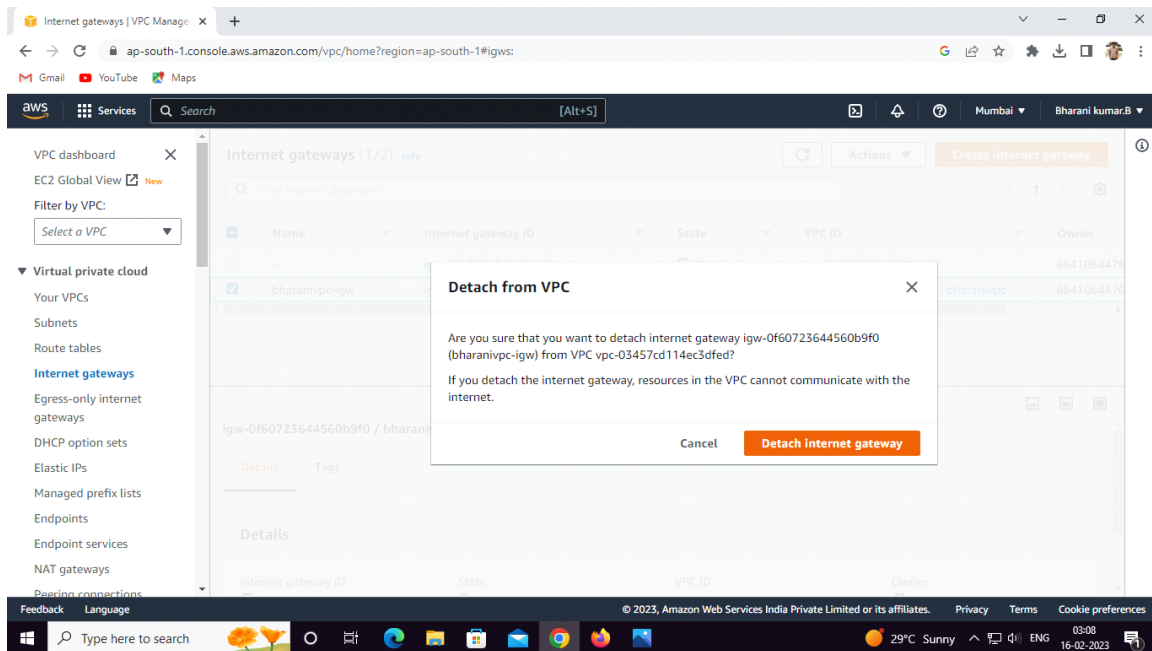 Internet gateways | VPC Manage
ap-south-1.console.aws.amazon.com/vpc/home?region=ap-south-1#igws:
Gmail YouTube Maps
aws Services Search [Alt+S] Mumbai Bharani kumar.B
VPC dashboard
EC2 Global View New
Filter by VPC:
Select a VPC
Virtual private cloud
Your VPCs
Subnets
Route tables
Internet gateways
Egress-only internet
gateways
DHCP option sets
Elastic IPs
Managed prefix lists
Endpoints
Endpoint services
NAT gateways
Peering connections
Internet gateways (1/2) Info
Actions Create internet gateway
Filter internet gateways
1
Name Internet gateway ID State VPC ID Owner
– 6641064476
bharanivpc-igw | bharanivpc-... 6641064476
Detach from VPC
Are you sure that you want to detach internet gateway igw-0f60723644560b9f0
(bharanivpc-igw) from VPC vpc-03457cd114ec3dfed?
If you detach the internet gateway, resources in the VPC cannot communicate with the
internet.
Cancel Detach internet gateway
igw-0f60723644560b9f0 / bharani
Details Tags
Details
Internet gateway ID State VPC ID Owner
Feedback Language © 2023, Amazon Web Services India Private Limited or its affiliates. Privacy Terms Cookie preferences
Type here to search 29°C Sunny ENG 03:08
16-02-2023
1